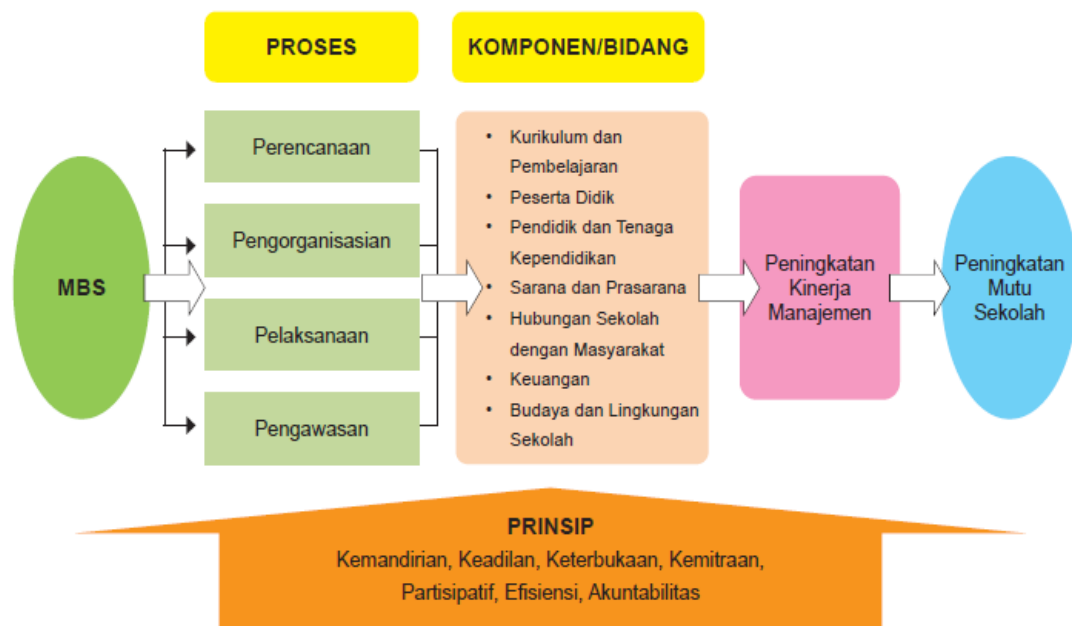 PROSES
KOMPONEN/BIDANG
MBS
Perencanaan
Pengorganisasian
Pelaksanaan
Pengawasan
• Kurikulum dan
Pembelajaran
• Peserta Didik
• Pendidik dan Tenaga
Kependidikan
• Sarana dan Prasarana
• Hubungan Sekolah
dengan Masyarakat
• Keuangan
• Budaya dan Lingkungan
Sekolah
Peningkatan
Kinerja
Manajemen
Peningkatan
Mutu
Sekolah
PRINSIP
Kemandirian, Keadilan, Keterbukaan, Kemitraan,
Partisipatif, Efisiensi, Akuntabilitas